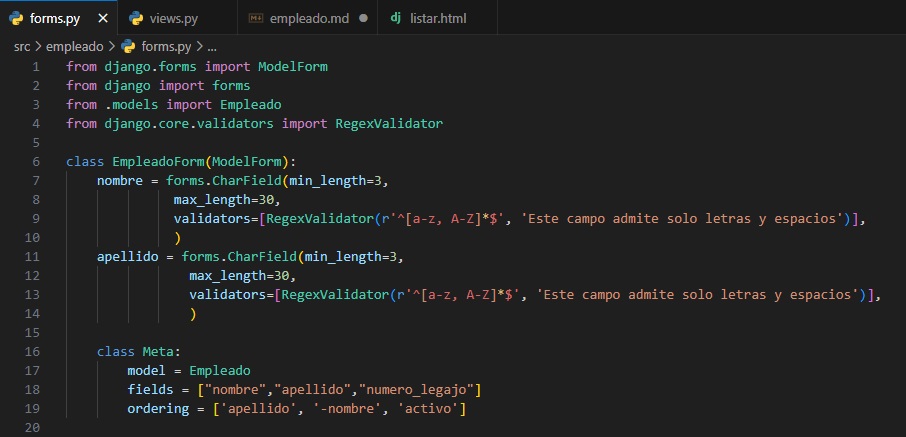 forms.py × views.py empleado.md ● dj listar.html
src > empleado > forms.py > ...
1 from django.forms import ModelForm
2 from django import forms
3 from .models import Empleado
4 from django.core.validators import RegexValidator
5
6 class EmpleadoForm(ModelForm):
7     nombre = forms.CharField(min_length=3,
8               max_length=30,
9               validators=[RegexValidator(r'^[a-z, A-Z]*$', 'Este campo admite solo letras y espacios')],
10               )
11     apellido = forms.CharField(min_length=3,
12                 max_length=30,
13                 validators=[RegexValidator(r'^[a-z, A-Z]*$', 'Este campo admite solo letras y espacios')],
14                 )
15
16     class Meta:
17         model = Empleado
18         fields = ["nombre","apellido","numero_legajo"]
19         ordering = ['apellido', '-nombre', 'activo']
20